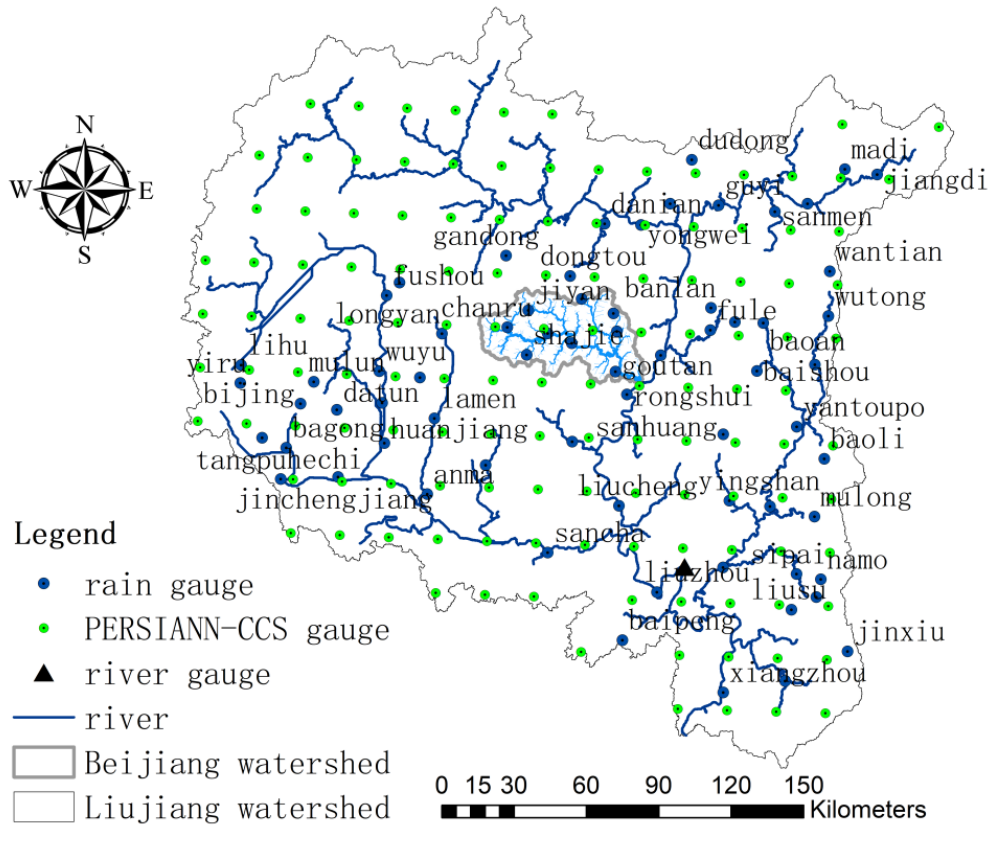 dudong
madi
N
W E
S
guyi
jiangdi
danian
sanmen
gandong
yongwei
wantian
dongtou
fushou
jiyan
banlan
wutong
chanru
fule
longyan
shajie
baoan
lihu
wuyu
yiru
mulun
goutan
baishou
bijing
datun
lamen
rongshui
yantoupo
bagong
huanjiang
sanhuang
baoli
tangpu
hechi
anma
yingshan
liucheng
jinchengjiang
mulong
Legend
sancha
sipai
namo
rain gauge
liuzhou
liusu
PERSIANN-CCS gauge
baipeng
jinxiu
river gauge
xiangzhou
river
Beijiang watershed
0 15 30 60 90 120 150
Liujiang watershed
Kilometers